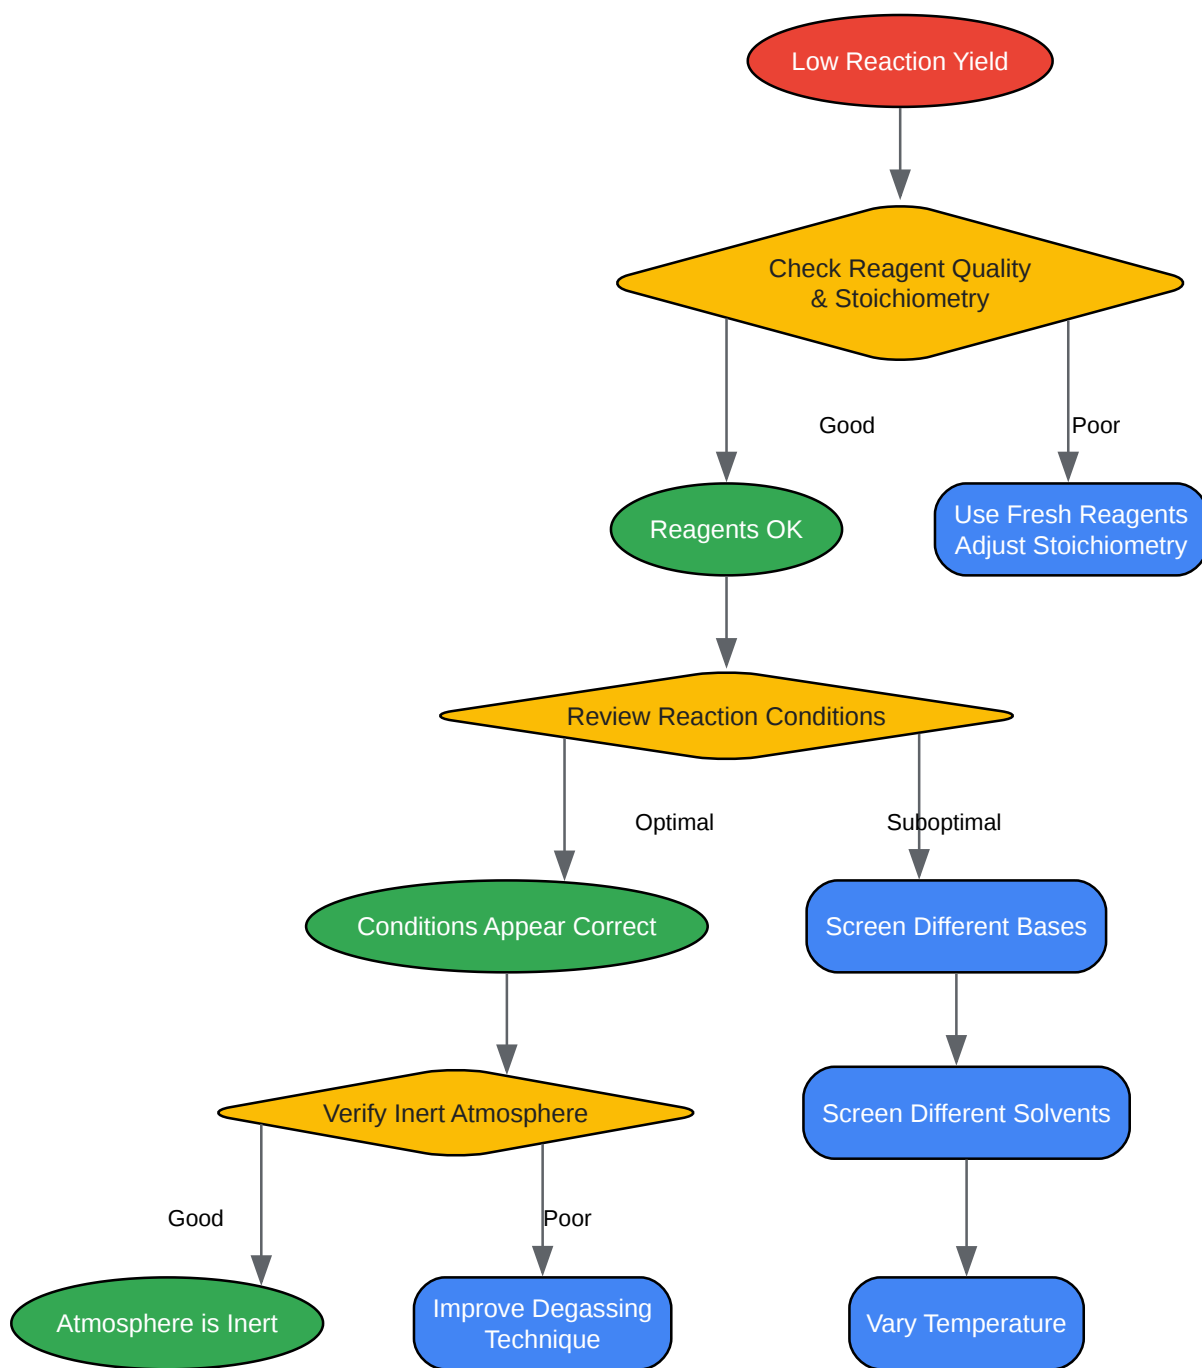 Low Reaction Yield
Check Reagent Quality
& Stoichiometry
Good
Poor
Reagents OK
Use Fresh Reagents
Adjust Stoichiometry
Review Reaction Conditions
Optimal
Suboptimal
Conditions Appear Correct
Screen Different Bases
Verify Inert Atmosphere
Screen Different Solvents
Good
Poor
Atmosphere is Inert
Improve Degassing
Technique
Vary Temperature